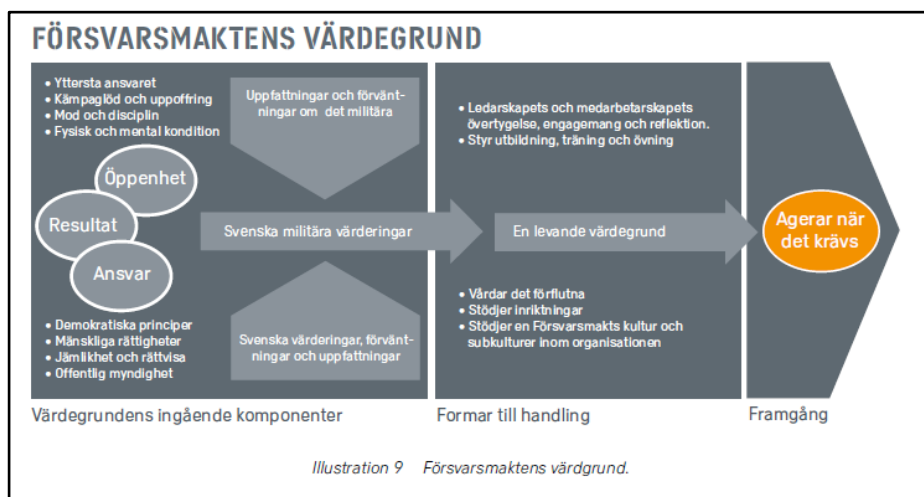 FÖRSVARSMAKTENS VÄRDEGRUND
• Yttersta ansvaret
• Kämpaglöd och uppoffring
• Mod och disciplin
• Fysisk och mental kondition
Uppfattningar och förvänt-
ningar om det militära
Öppenhet
Resultat
Ansvar
Svenska militära värderingar
• Demokratiska principer
• Mänskliga rättigheter
• Jämlikhet och rättvisa
• Offentlig myndighet
Svenska värderingar, förvänt-
ningar och uppfattningar
• Ledarskapets och medarbetarskapets
övertygelse, engagemang och reflektion.
• Styr utbildning, träning och övning
En levande värdegrund
• Vårdar det förflutna
• Stödjer inriktningar
• Stödjer en Försvarsmakts kultur och
subkulturer inom organisationen
Agerar när
det krävs
Värdegrundens ingående komponenter
Formar till handling
Framgång
Illustration 9 Försvarsmaktens värdgrund.